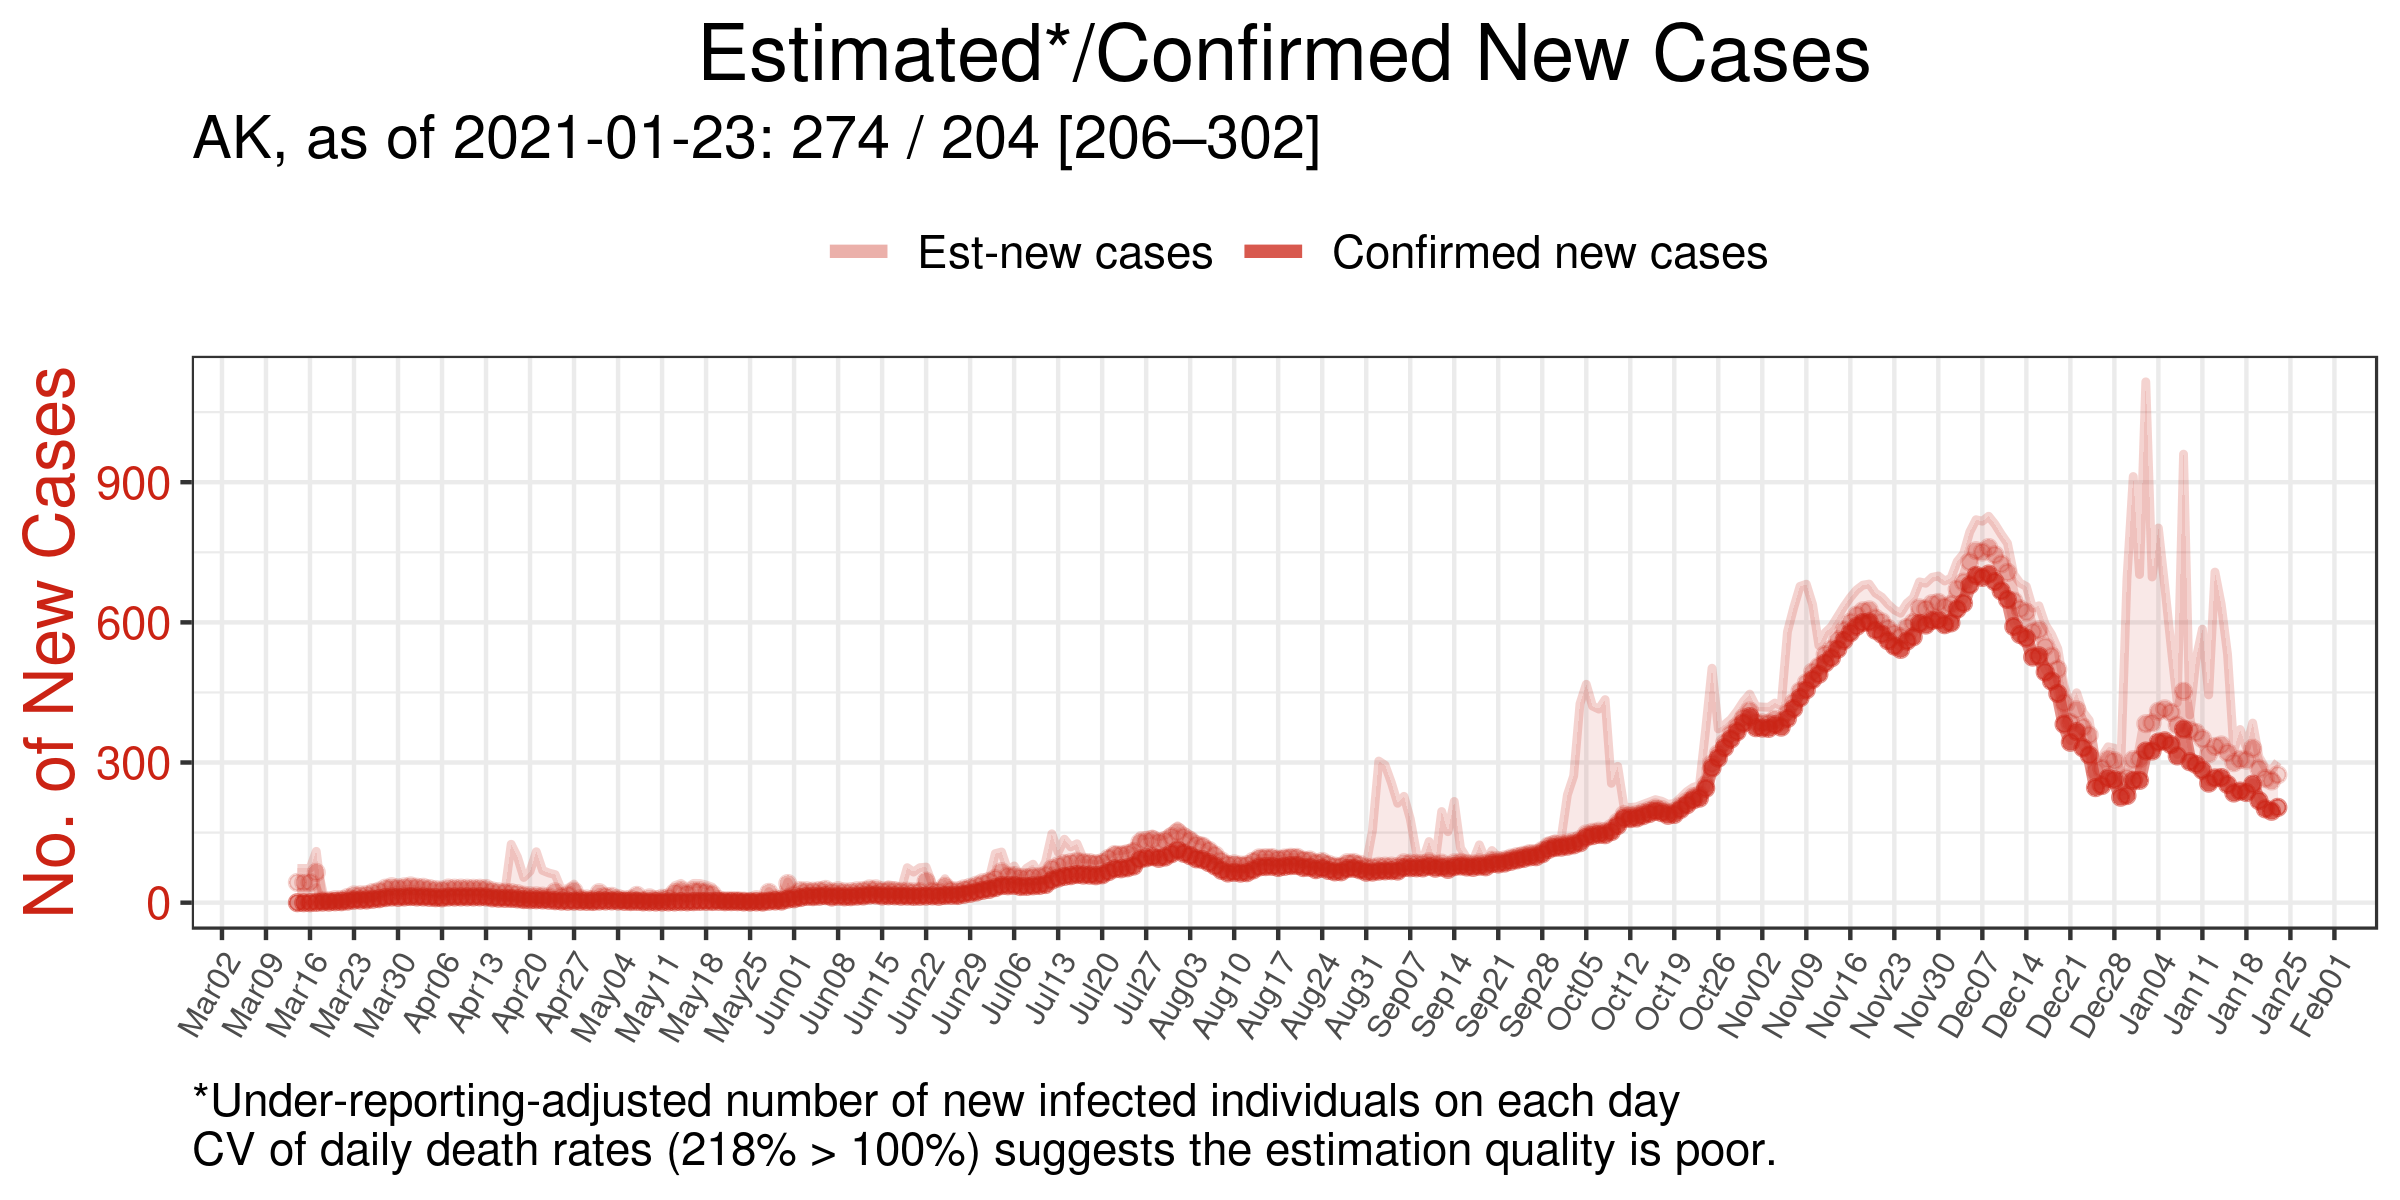 Estimated*/Confirmed New Cases
AK, as of 2021-01-23: 274 / 204 [206–302]
Est-new cases
Confirmed new cases
No. of New Cases
900
600
300
0
Mar02
Mar09
Mar16
Mar23
Mar30
Apr06
Apr13
Apr20
Apr27
May04
May11
May18
May25
Jun01
Jun08
Jun15
Jun22
Jun29
Jul06
Jul13
Jul20
Jul27
Aug03
Aug10
Aug17
Aug24
Aug31
Sep07
Sep14
Sep21
Sep28
Oct05
Oct12
Oct19
Oct26
Nov02
Nov09
Nov16
Nov23
Nov30
Dec07
Dec14
Dec21
Dec28
Jan04
Jan11
Jan18
Jan25
Feb01
*Under-reporting-adjusted number of new infected individuals on each day
CV of daily death rates (218% > 100%) suggests the estimation quality is poor.